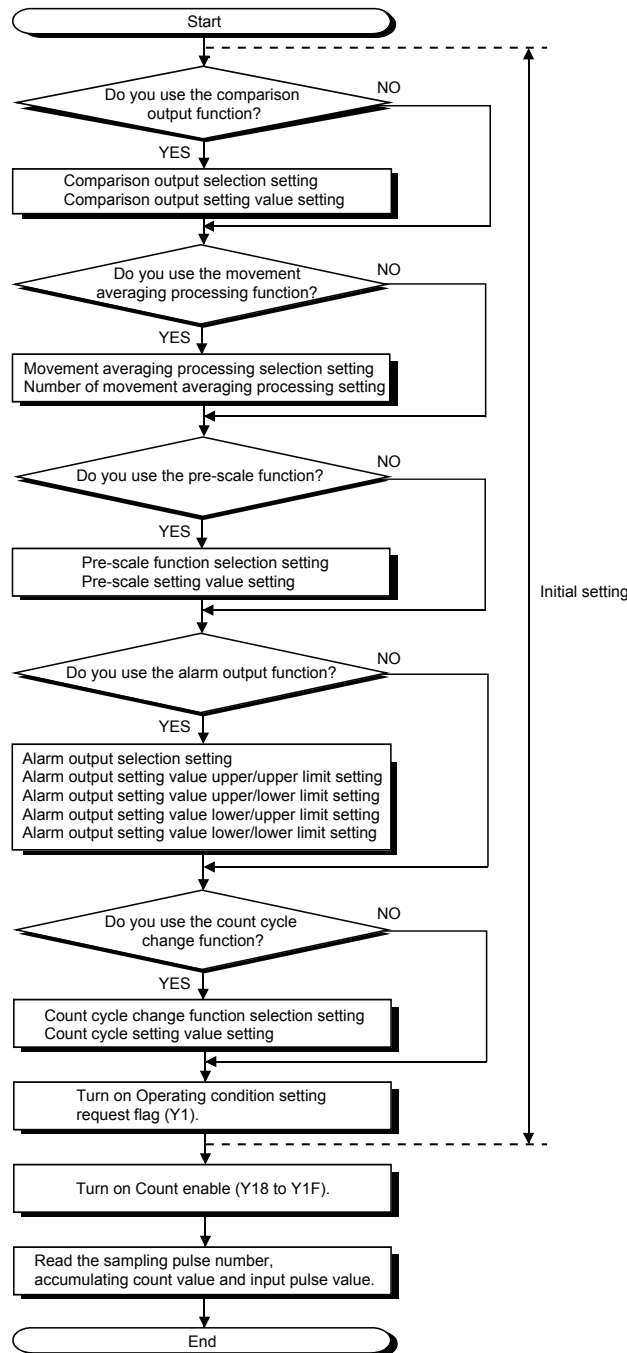 Start
Do you use the comparison
output function?
NO
YES
Comparison output selection setting
Comparison output setting value setting
Do you use the movement
averaging processing function?
NO
YES
Movement averaging processing selection setting
Number of movement averaging processing setting
Do you use the pre-scale function?
NO
YES
Pre-scale function selection setting
Pre-scale setting value setting
Initial setting
Do you use the alarm output function?
NO
YES
Alarm output selection setting
Alarm output setting value upper/upper limit setting
Alarm output setting value upper/lower limit setting
Alarm output setting value lower/upper limit setting
Alarm output setting value lower/lower limit setting
Do you use the count cycle
change function?
NO
YES
Count cycle change function selection setting
Count cycle setting value setting
Turn on Operating condition setting
request flag (Y1).
Turn on Count enable (Y18 to Y1F).
Read the sampling pulse number,
accumulating count value and input pulse value.
End